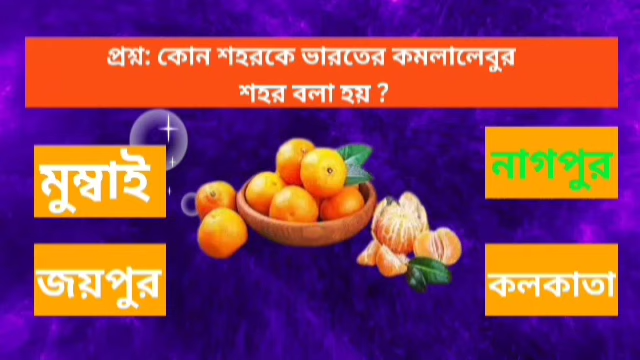 প্রশ্ন: কোন শহরকে ভারতের কমলালেবুর
শহর বলা হয় ?
মুম্বাই
নাগপুর
জয়পুর
কলকাতা